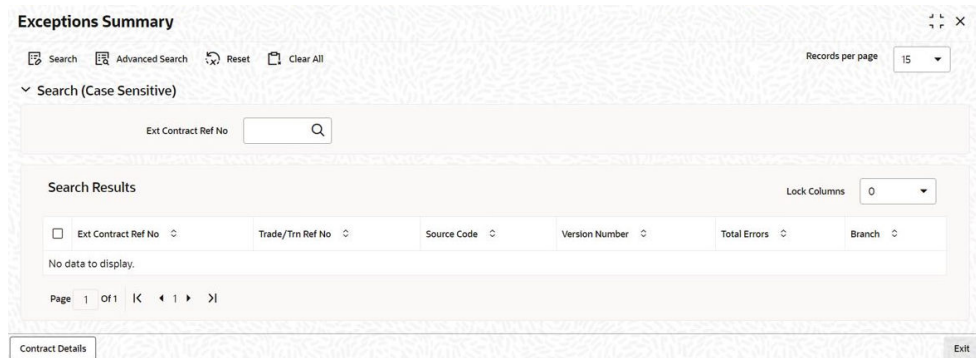 Exceptions Summary
Search Advanced Search Reset Clear All Records per page 15
Search (Case Sensitive)
Ext Contract Ref No
Search Results Lock Columns 0
Ext Contract Ref No Trade/Trn Ref No Source Code Version Number Total Errors Branch
No data to display.
Page 1 Of 1 1
Contract Details Exit